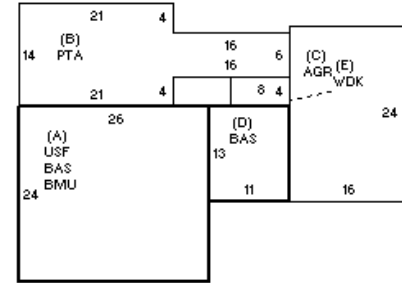 21 4
(B)
PTA
14
16
6
16
(C)
AGR
(E)
WDK
21 4
8 4
26
24
(A)
USF
BAS
BMU
24
(D)
BAS
13
11
16